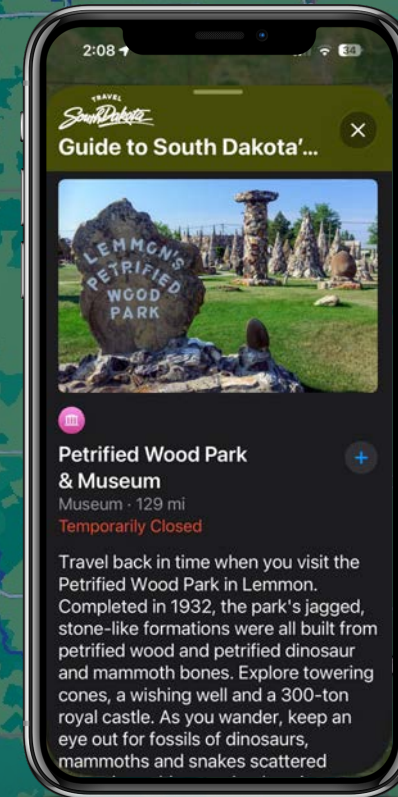 2:08
34
TRAVEL
South Dakota
Guide to South Dakota’...
LEMMON'S
PETRIFIED
WOOD
PARK
Petrified Wood Park
& Museum
Museum · 129 mi
Temporarily Closed
Travel back in time when you visit the
Petrified Wood Park in Lemmon.
Completed in 1932, the park's jagged,
stone-like formations were all built from
petrified wood and petrified dinosaur
and mammoth bones. Explore towering
cones, a wishing well and a 300-ton
royal castle. As you wander, keep an
eye out for fossils of dinosaurs,
mammoths and snakes scattered